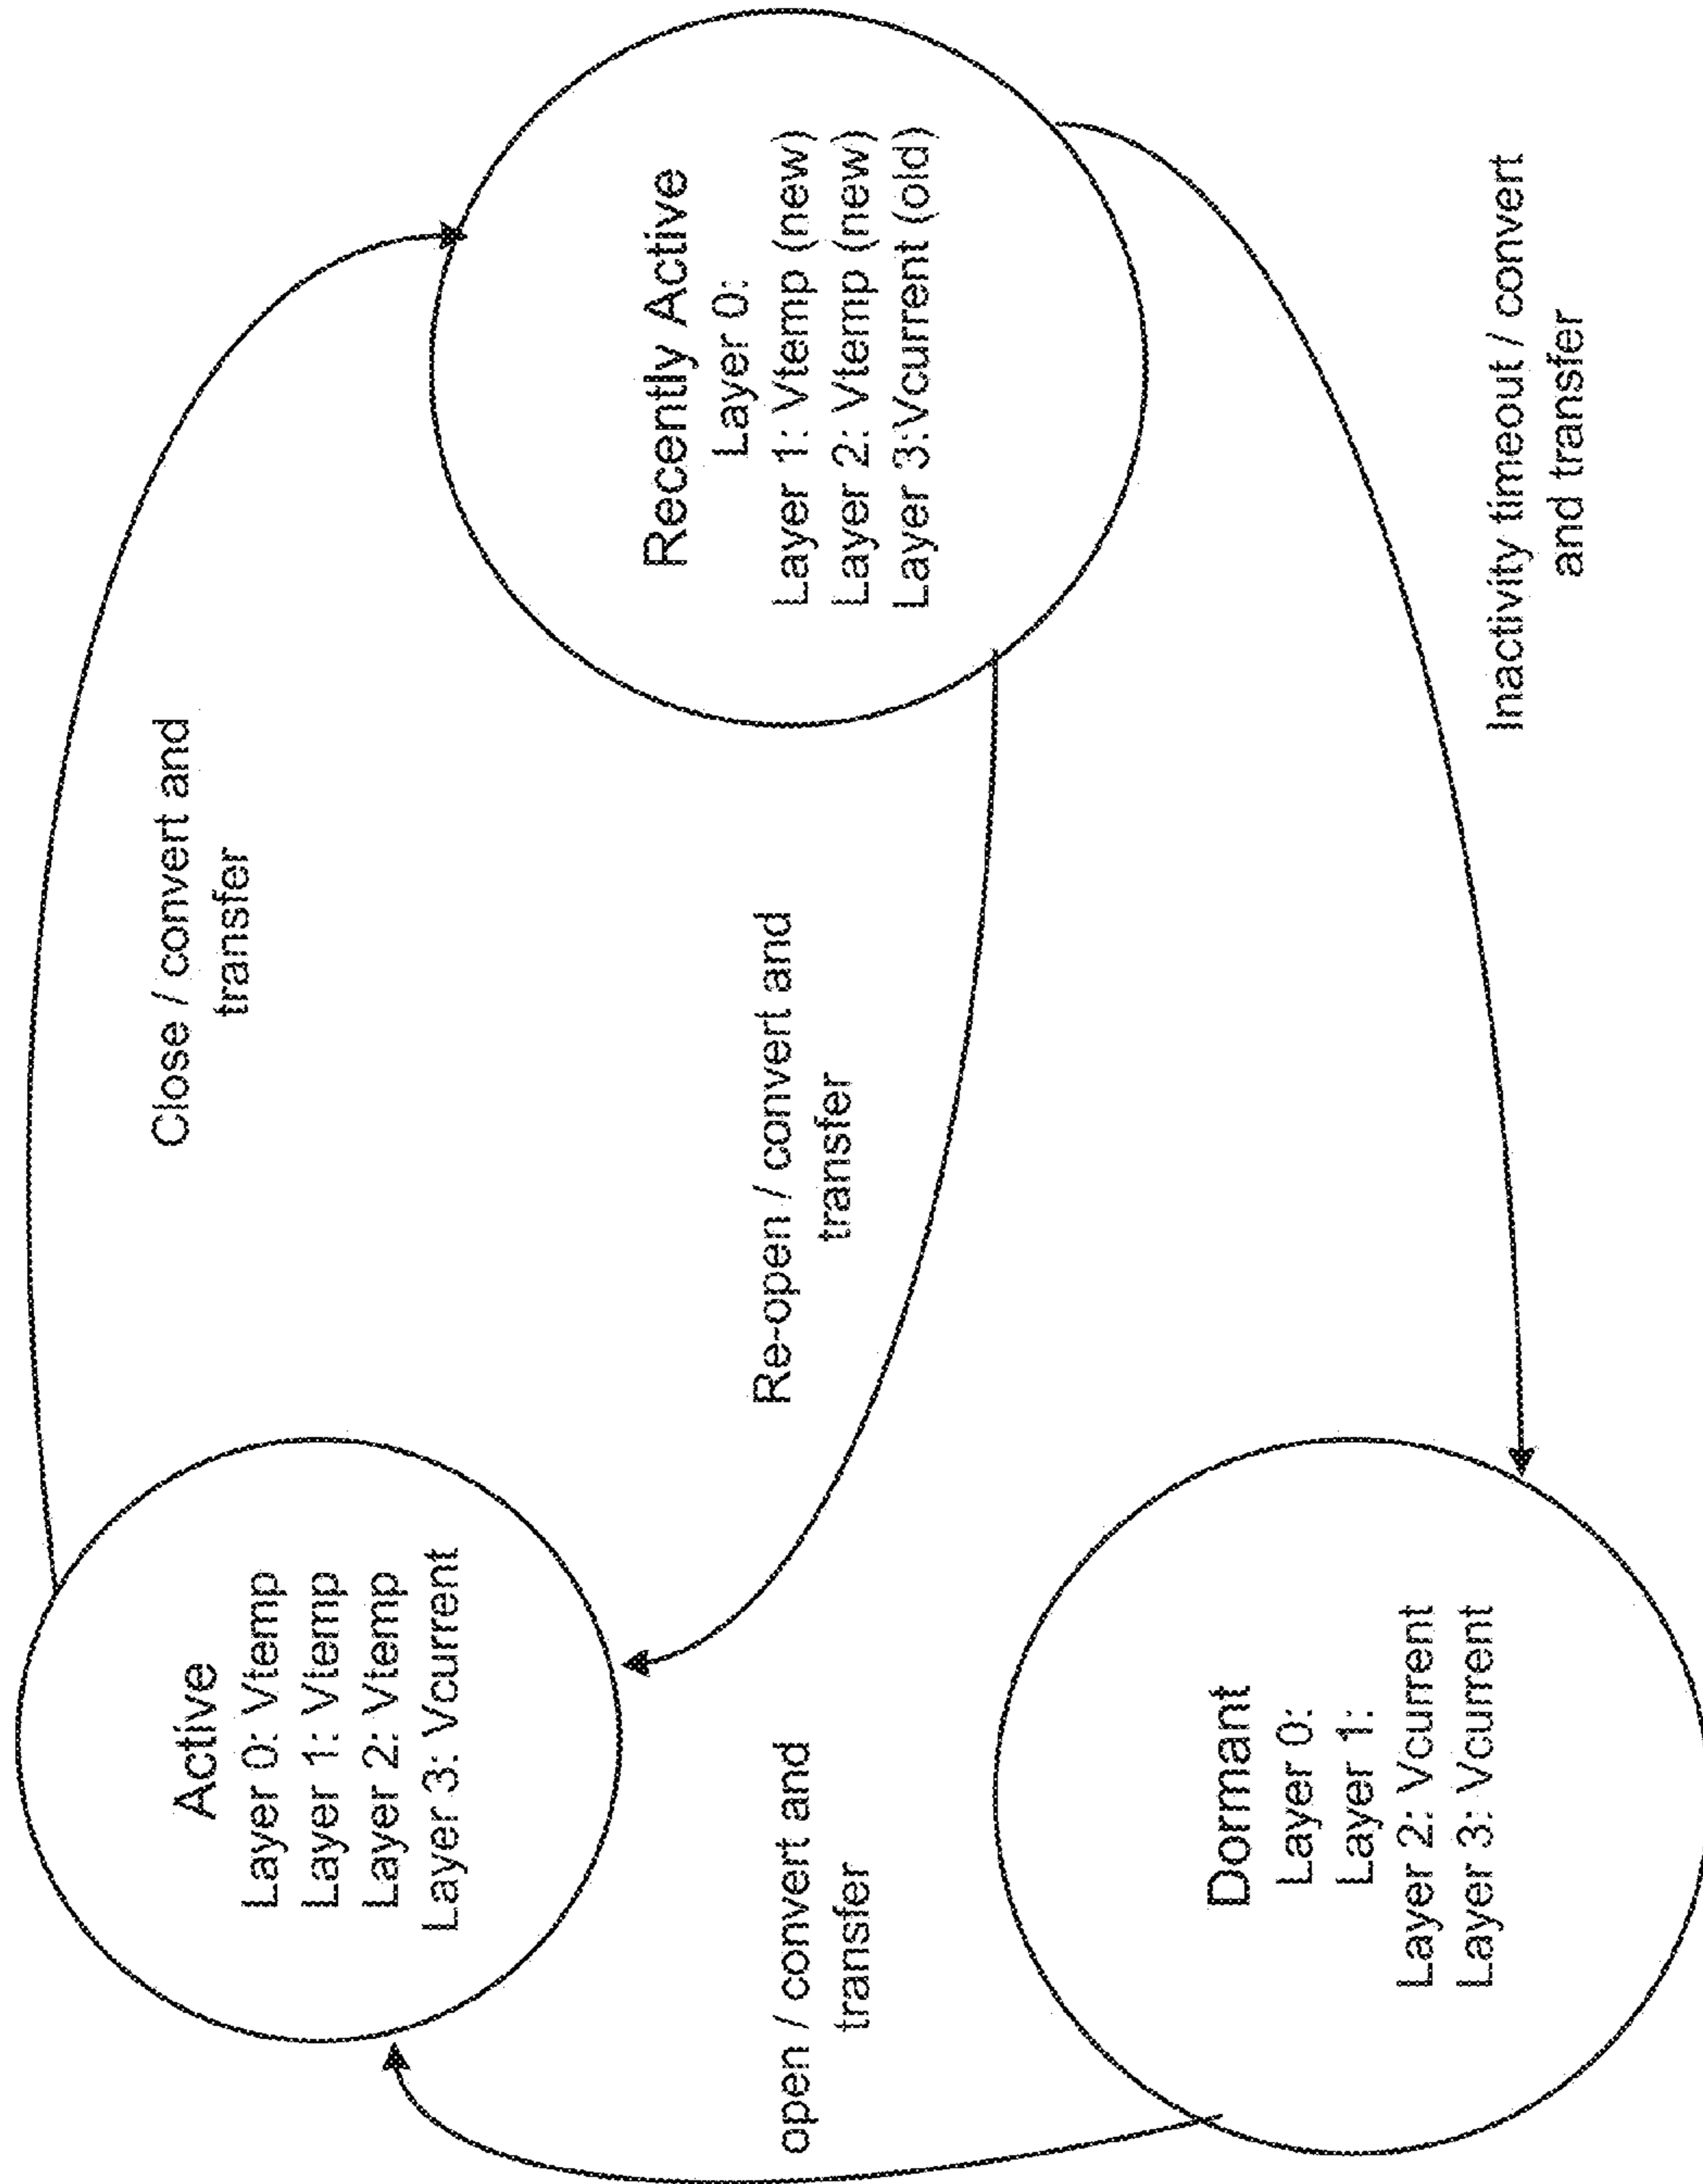 Active
Layer 0: Vtemp
Layer 1: Vtemp
Layer 2: Vtemp
Layer 3: Vcurrent
Close / convert and
transfer
Recently Active
Layer 0:
Layer 1: Vtemp (new)
Layer 2: Vtemp (new)
Layer 3:Vcurrent (old)
Re-open / convert and
transfer
open / convert and
transfer
Dormant
Layer 0:
Layer 1:
Layer 2: Vcurrent
Layer 3: Vcurrent
Inactivity timeout / convert
and transfer